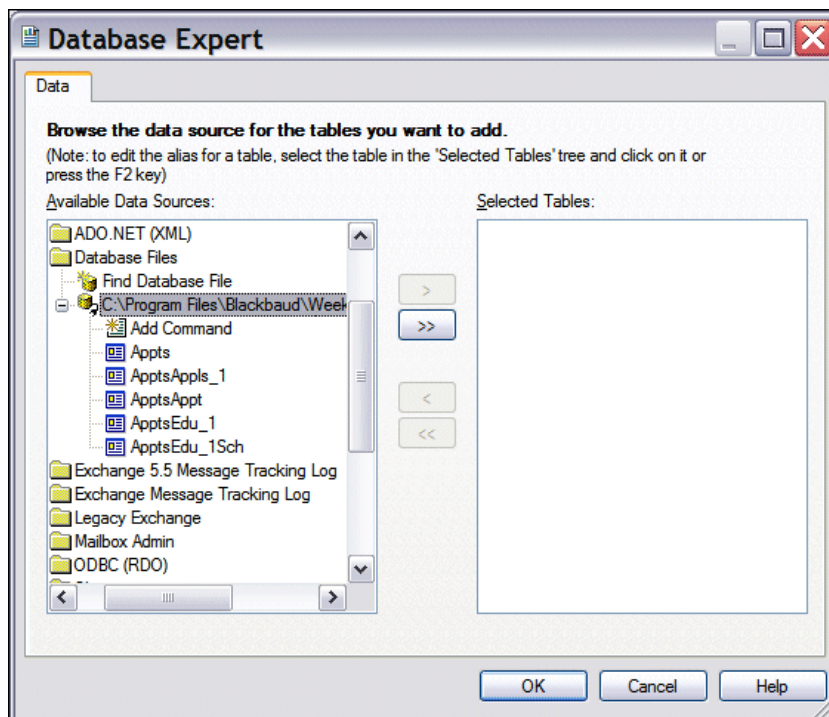 Database Expert
Data
Browse the data source for the tables you want to add.
(Note: to edit the alias for a table, select the table in the 'Selected Tables' tree and click on it or
press the F2 key)
Available Data Sources:
Selected Tables:
ADO.NET (XML)
Database Files
Find Database File
C:\Program Files\Blackbaud\Week
Add Command
Appts
ApptsAppls_1
ApptsAppt
ApptsEdu_1
ApptsEdu_1Sch
Exchange 5.5 Message Tracking Log
Exchange Message Tracking Log
Legacy Exchange
Mailbox Admin
ODBC (RDO)
>
>>
<
<<
OK
Cancel
Help